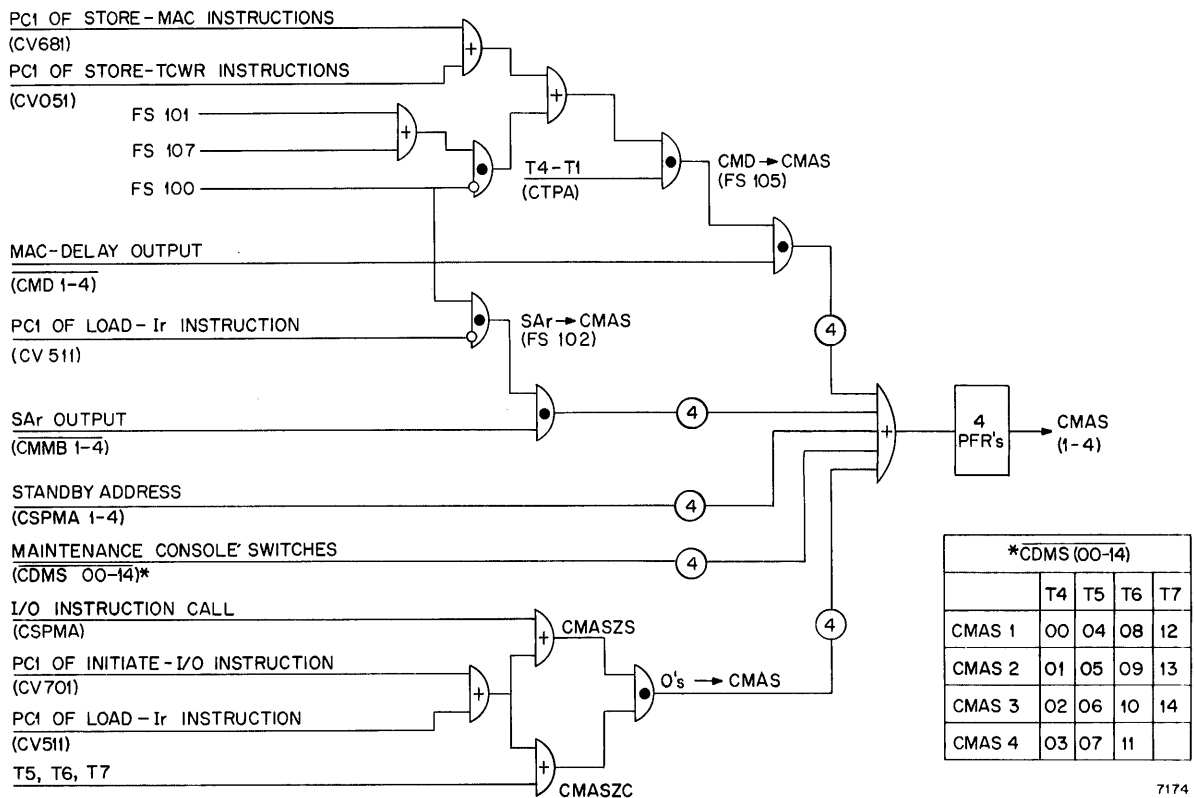 PC1 OF STORE-MAC INSTRUCTIONS
(CV681)
+
PC1 OF STORE-TCWR INSTRUCTIONS
(CV051)
+
FS 101
+
FS 107
T4-T1
(CTPA)
CMD → CMAS
(FS 105)
FS 100
MAC-DELAY OUTPUT
(CMD 1-4)
PC1 OF LOAD-Ir INSTRUCTION
(CV 511)
SAr → CMAS
(FS 102)
4
SAr OUTPUT
(CMMB 1-4)
4
+
4
PFR's
CMAS
(1-4)
STANDBY ADDRESS
(CSPMA 1-4)
4
MAINTENANCE CONSOLE SWITCHES
(CDMS 00-14)*
4
I/O INSTRUCTION CALL
(CSPMA)
+
CMASZS
4
PC1 OF INITIATE-I/O INSTRUCTION
(CV701)
+
O's → CMAS
PC1 OF LOAD-Ir INSTRUCTION
(CV511)
T5, T6, T7
+
CMASZC
*CDMS (00-14)
T4 T5 T6 T7
CMAS 1 00 04 08 12
CMAS 2 01 05 09 13
CMAS 3 02 06 10 14
CMAS 4 03 07 11
7174